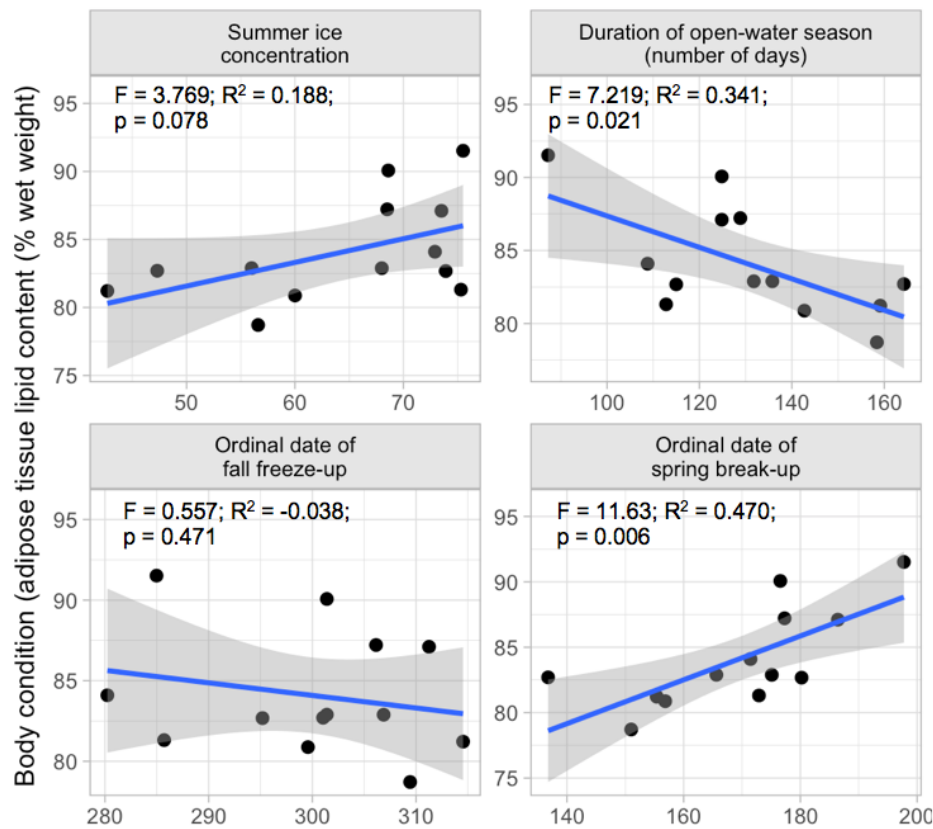 Body condition (adipose tissue lipid content (% wet weight)
Summer ice
concentration
F = 3.769; R² = 0.188;
p = 0.078
95
90
85
80
75
50 60 70
Duration of open-water season
(number of days)
F = 7.219; R² = 0.341;
p = 0.021
95
90
85
80
100 120 140 160
Ordinal date of
fall freeze-up
F = 0.557; R² = -0.038;
p = 0.471
95
90
85
80
280 290 300 310
Ordinal date of
spring break-up
F = 11.63; R² = 0.470;
p = 0.006
95
90
85
80
75
140 160 180 200